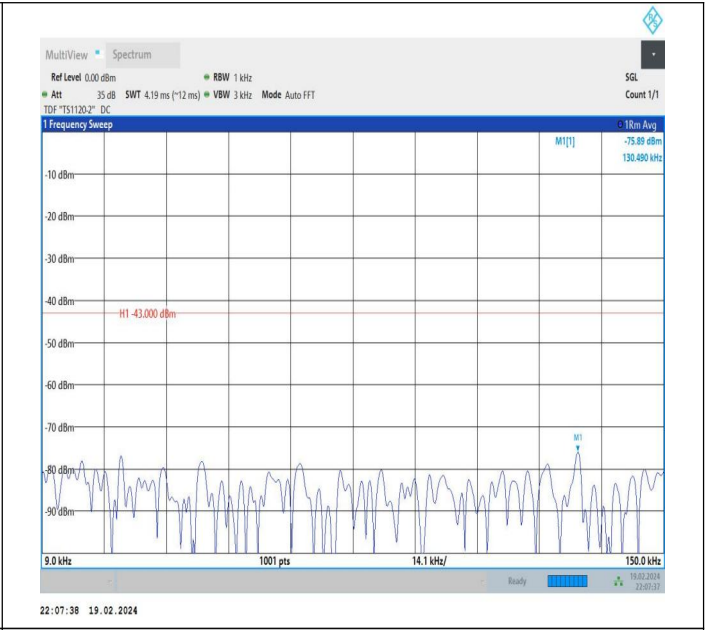 R&S
MultiView Spectrum
Ref Level 0.00 dBm RBW 1 kHz SGL
Att 35 dB SWT 4.19 ms (~12 ms) VBW 3 kHz Mode Auto FFT Count 1/1
TDF "TS1120-2" DC
1 Frequency Sweep 1Rm Avg
M1[1] -75.89 dBm
130.490 kHz
-10 dBm
-20 dBm
-30 dBm
-40 dBm
H1 -43.000 dBm
-50 dBm
-60 dBm
-70 dBm
M1
-80 dBm
-90 dBm
9.0 kHz 1001 pts 14.1 kHz/ 150.0 kHz
Ready 19.02.2024
22:07:37
22:07:38 19.02.2024